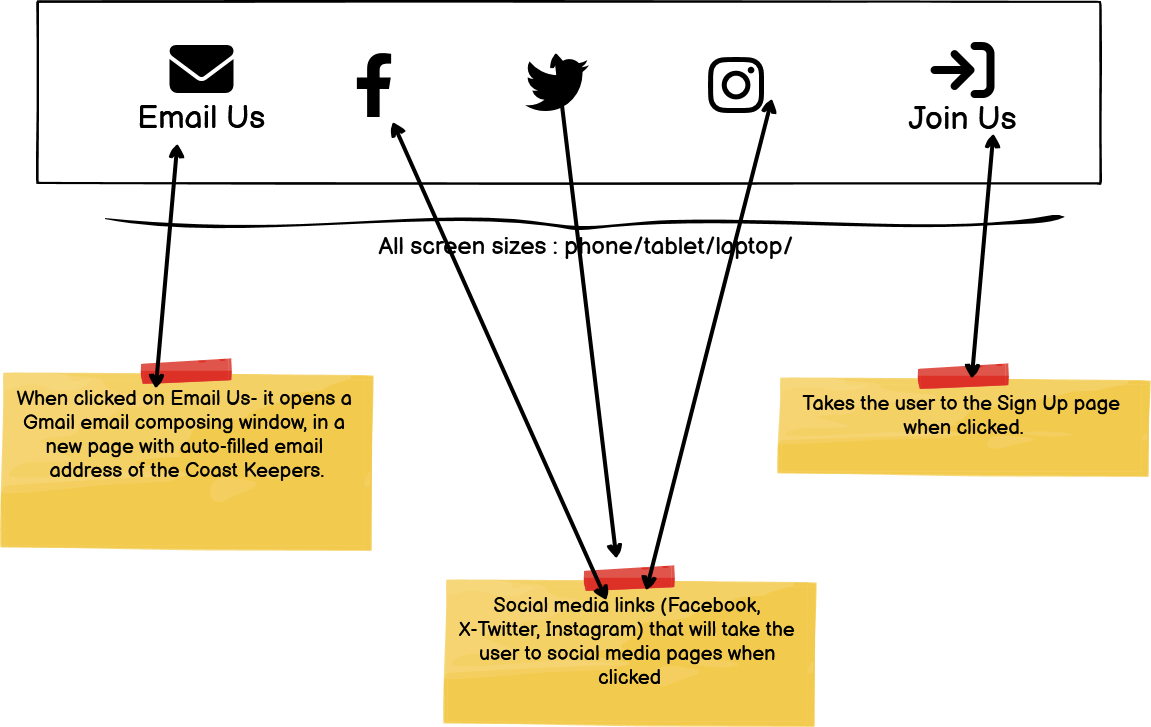 Email Us
Join Us
All screen sizes : phone/tablet/laptop/
When clicked on Email Us- it opens a
Gmail email composing window, in a
new page with auto-filled email
address of the Coast Keepers.
Takes the user to the Sign Up page
when clicked.
Social media links (Facebook,
X-Twitter, Instagram) that will take the
user to social media pages when
clicked